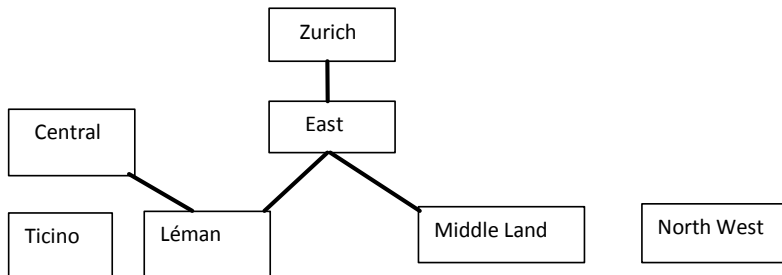 Zurich
East
Central
Ticino
Léman
Middle Land
North West